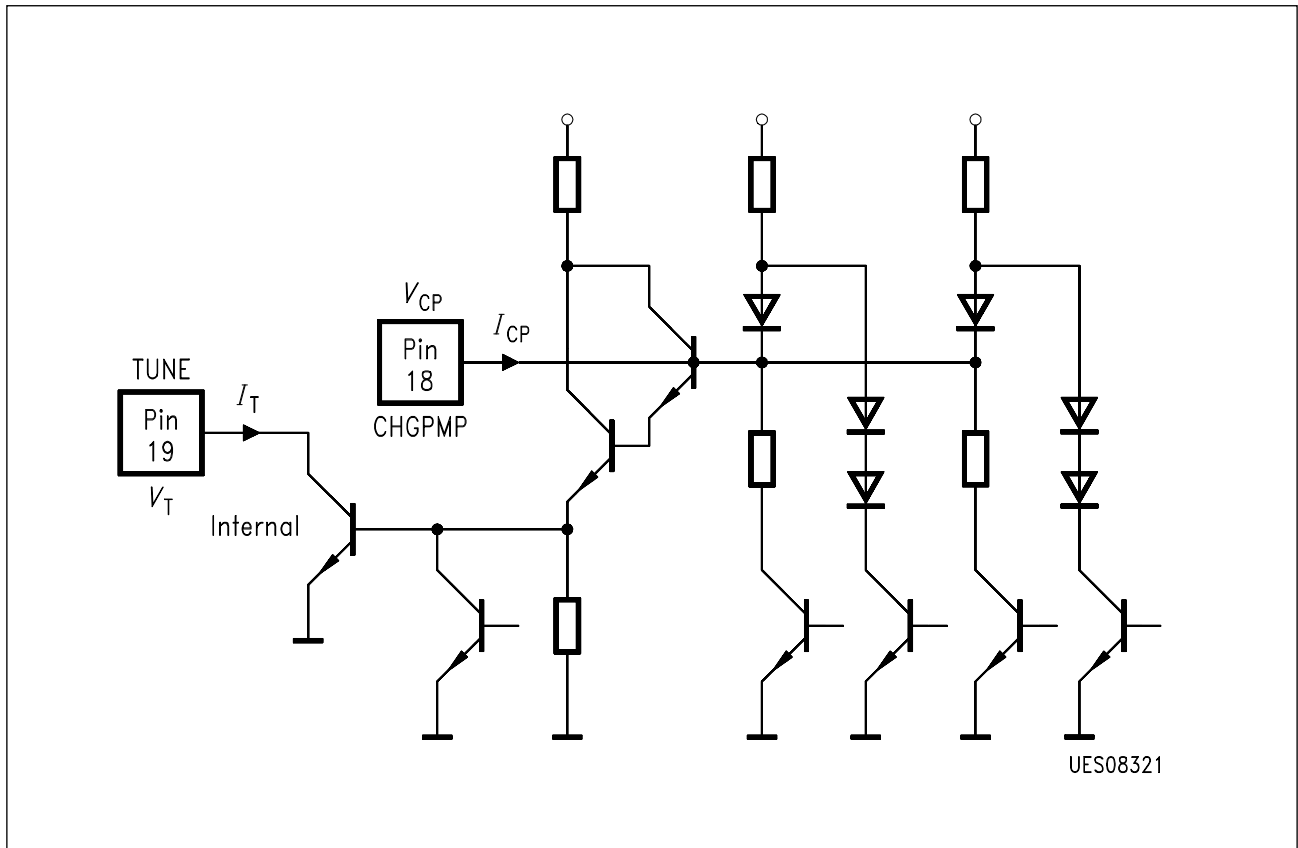 V_CP
I_CP
Pin
18
CHGPMP
TUNE
I_T
Pin
19
V_T
Internal
UES08321